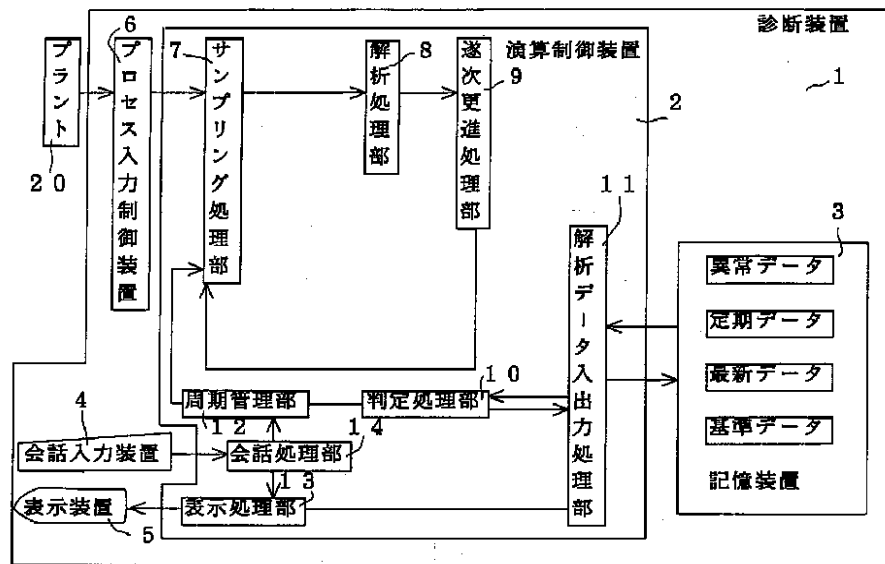 診断装置
1
プラント
20
6
プロセス入力制御装置
7
サンプリング処理部
解析処理部
8
遂次更進処理部
9
演算制御装置
2
11
解析データ入出力処理部
3
異常データ
定期データ
最新データ
基準データ
記憶装置
10
周期管理部
判定処理部
12
4
会話入力装置
会話処理部
14
表示装置
5
表示処理部
13